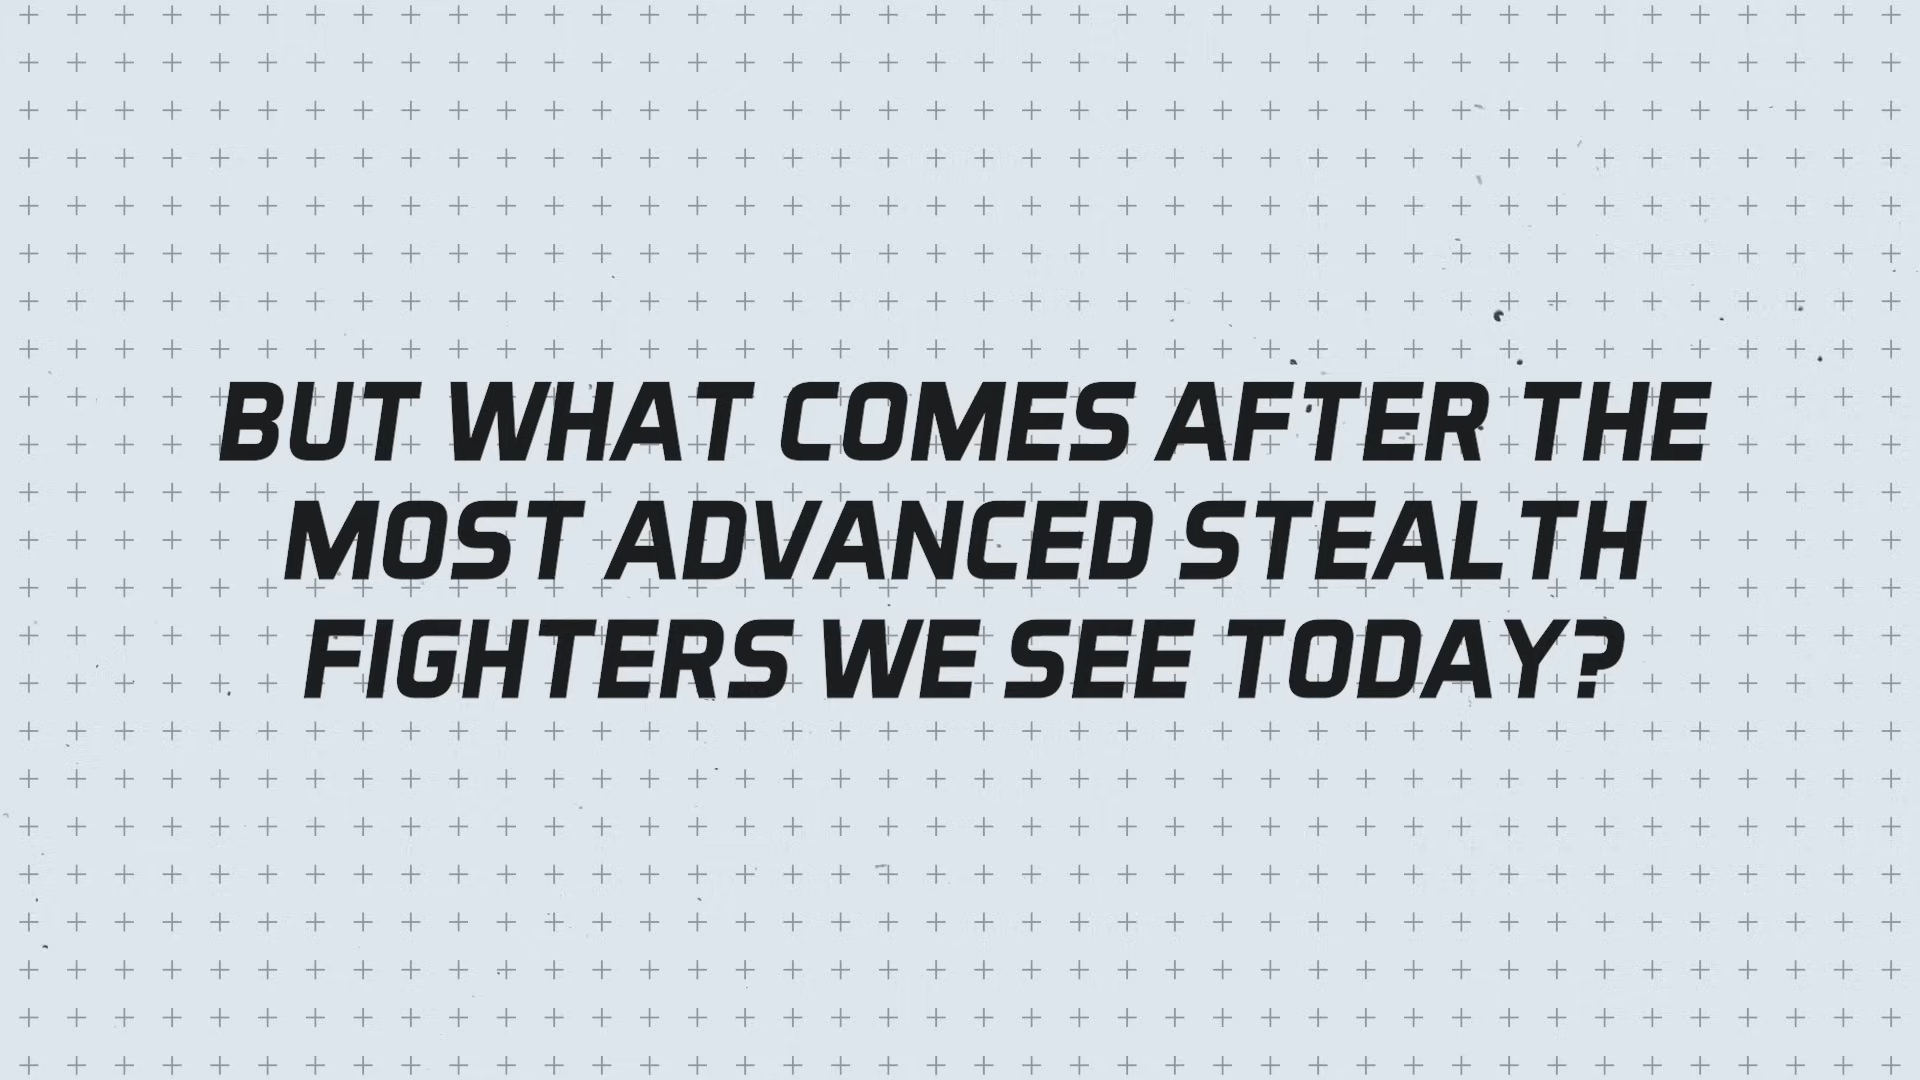 BUT WHAT COMES AFTER THE
MOST ADVANCED STEALTH
FIGHTERS WE SEE TODAY?